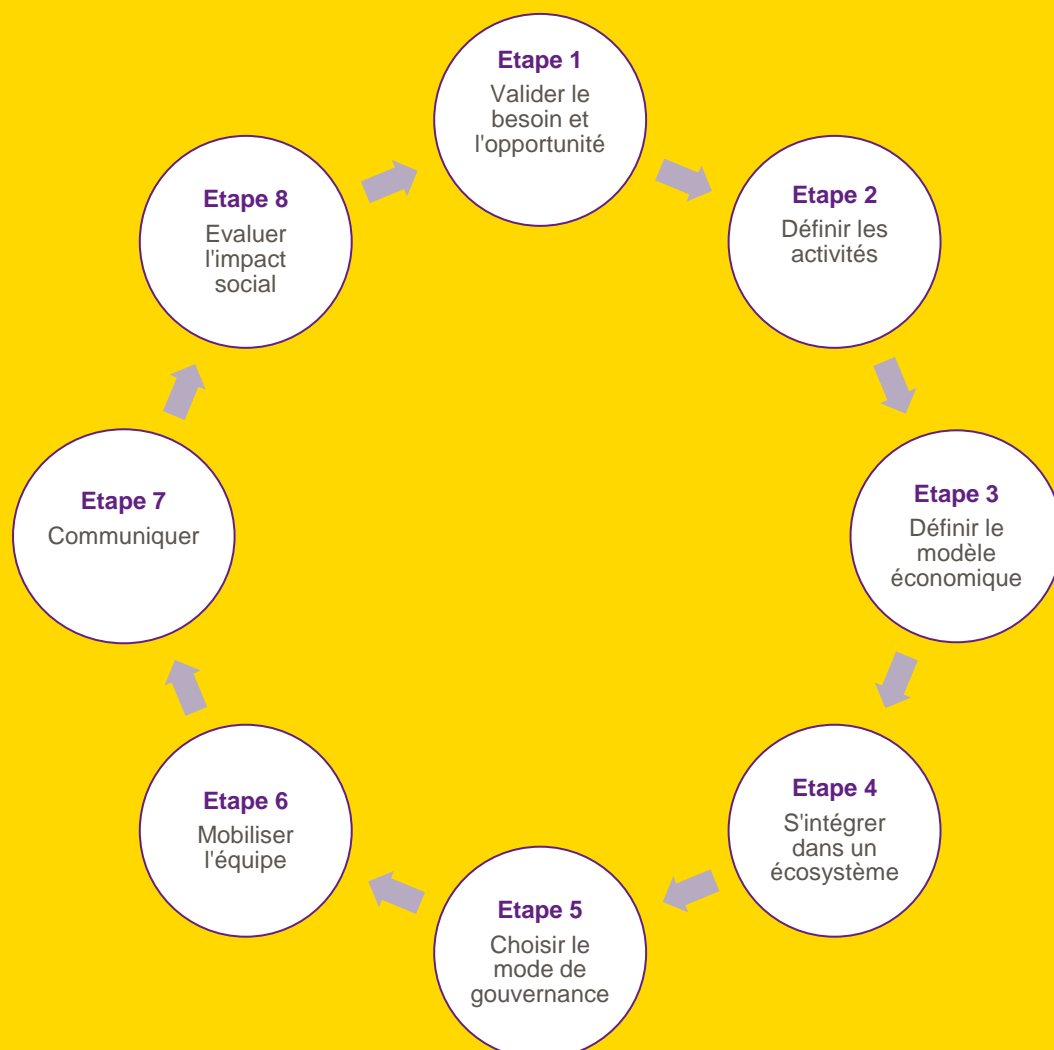 Etape 1
Valider le
besoin et
l'opportunité
Etape 2
Définir les
activités
Etape 3
Définir le
modèle
économique
Etape 4
S'intégrer
dans un
écosystème
Etape 5
Choisir le
mode de
gouvernance
Etape 6
Mobiliser
l'équipe
Etape 7
Communiquer
Etape 8
Evaluer
l'impact
social